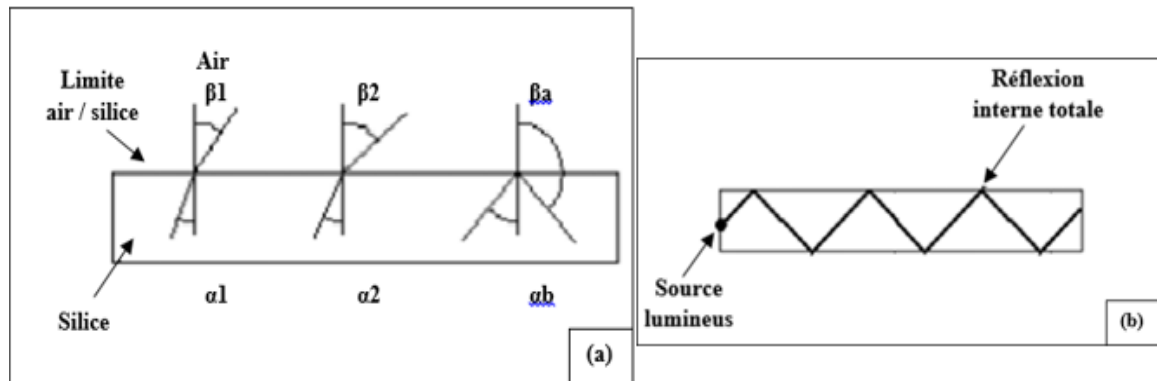 Air
Limite
air / silice
β1
β2
βa
α1
α2
αb
Silice
(a)
Réflexion
interne totale
Source
lumineus
(b)